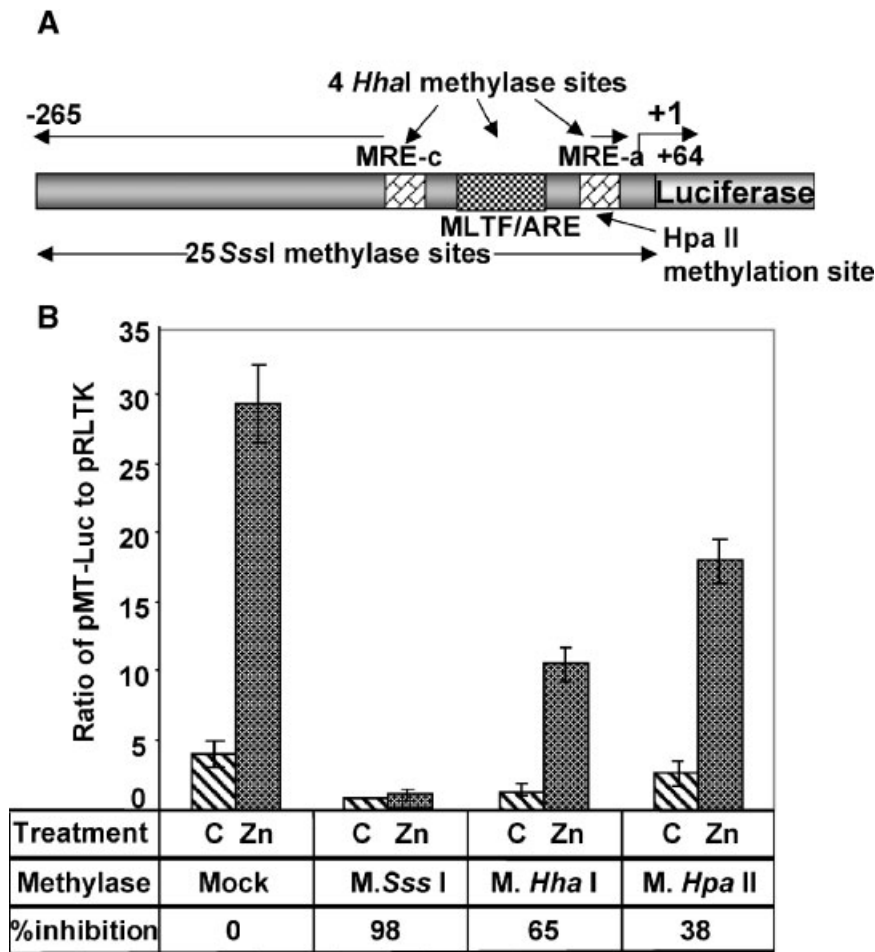 A
4 HhaI methylase sites
-265
+1
MRE-c
MRE-a
+64
Luciferase
MLTF/ARE
Hpa II
methylation site
25 SssI methylase sites
B
Ratio of pMT-Luc to pRLTK
35
30
25
20
15
10
5
0
Treatment C Zn C Zn C Zn C Zn
Methylase Mock M.Sss I M. Hha I M. Hpa II
%inhibition 0 98 65 38